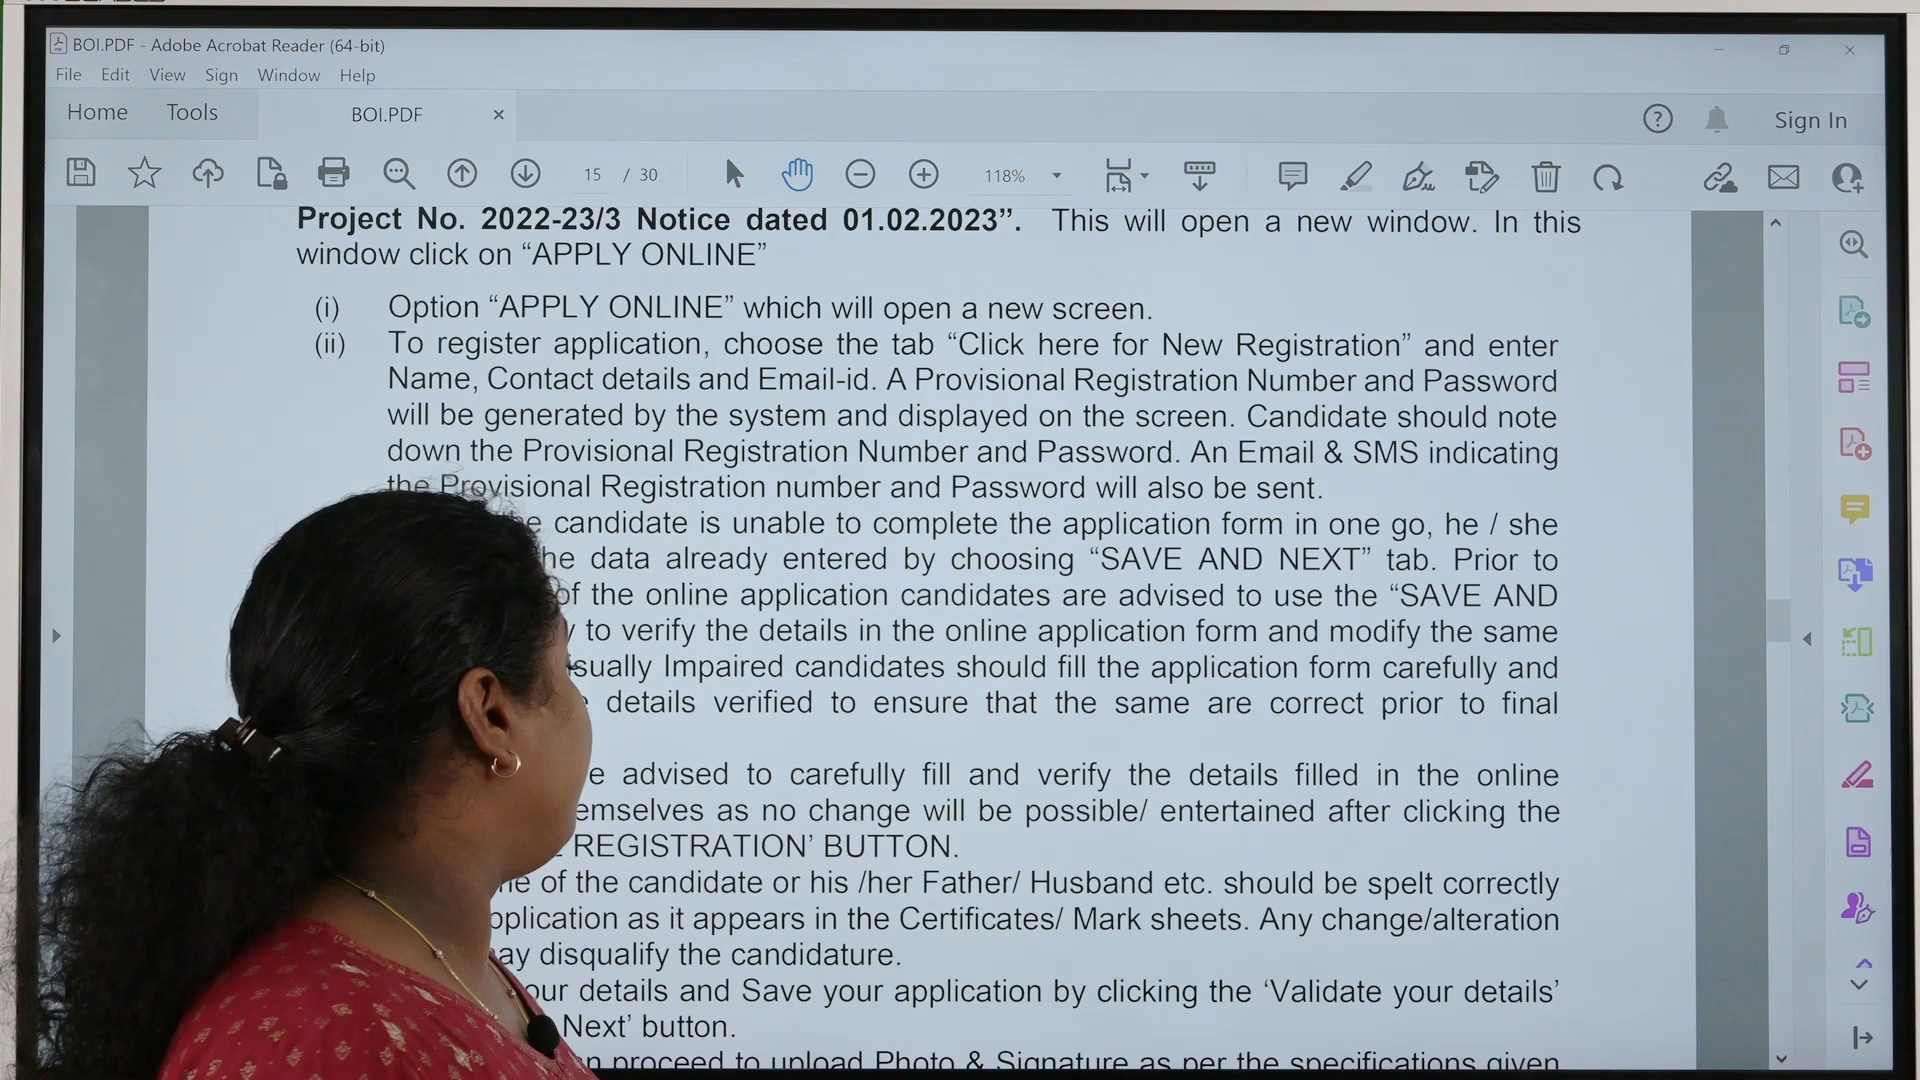 BOI.PDF - Adobe Acrobat Reader (64-bit)
File Edit View Sign Window Help
Home Tools BOI.PDF Sign In
15 / 30 118%
Project No. 2022-23/3 Notice dated 01.02.2023”. This will open a new window. In this
window click on “APPLY ONLINE”
(i) Option “APPLY ONLINE” which will open a new screen.
(ii) To register application, choose the tab “Click here for New Registration” and enter
Name, Contact details and Email-id. A Provisional Registration Number and Password
will be generated by the system and displayed on the screen. Candidate should note
down the Provisional Registration Number and Password. An Email & SMS indicating
the Provisional Registration number and Password will also be sent.
candidate is unable to complete the application form in one go, he / she
data already entered by choosing “SAVE AND NEXT” tab. Prior to
of the online application candidates are advised to use the “SAVE AND
to verify the details in the online application form and modify the same
Impaired candidates should fill the application form carefully and
details verified to ensure that the same are correct prior to final
advised to carefully fill and verify the details filled in the online
as no change will be possible/ entertained after clicking the
REGISTRATION’ BUTTON.
of the candidate or his /her Father/ Husband etc. should be spelt correctly
as it appears in the Certificates/ Mark sheets. Any change/alteration
disqualify the candidature.
details and Save your application by clicking the ‘Validate your details’
Next’ button.
proceed to upload Photo & Signature as per the specifications given